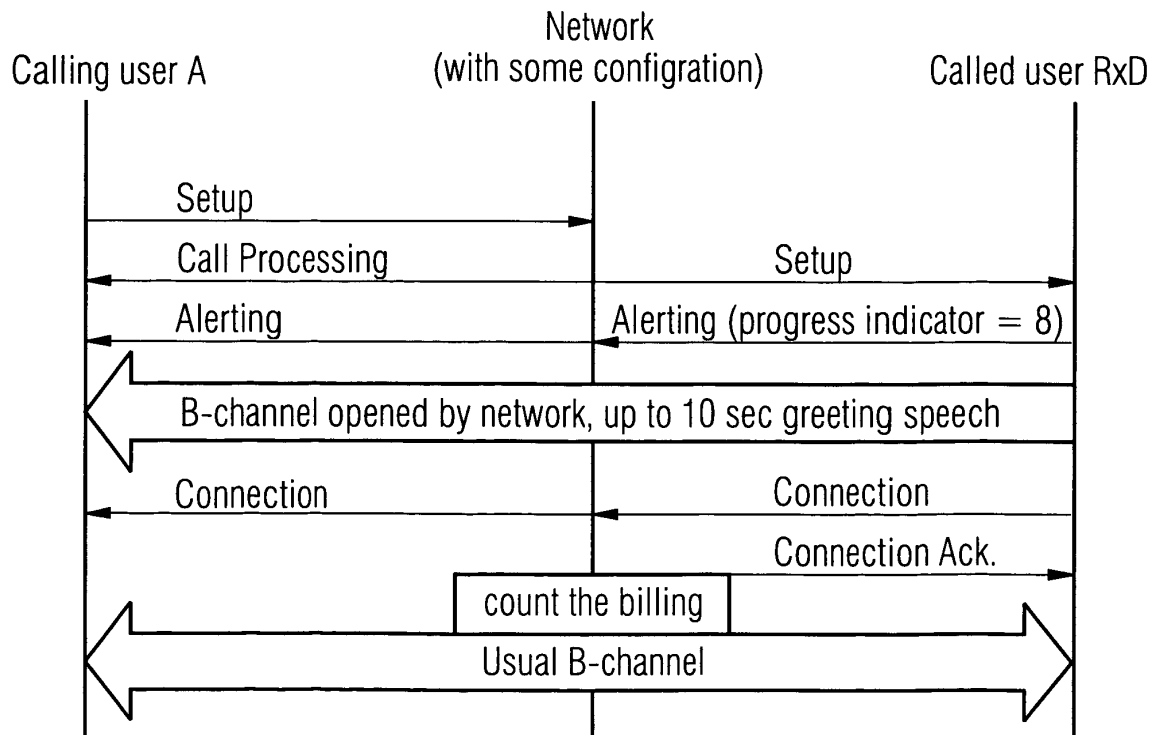 Network
Calling user A (with some configration) Called user RxD
Setup
Call Processing Setup
Alerting Alerting (progress indicator = 8)
B-channel opened by network, up to 10 sec greeting speech
Connection Connection
Connection Ack.
count the billing
Usual B-channel